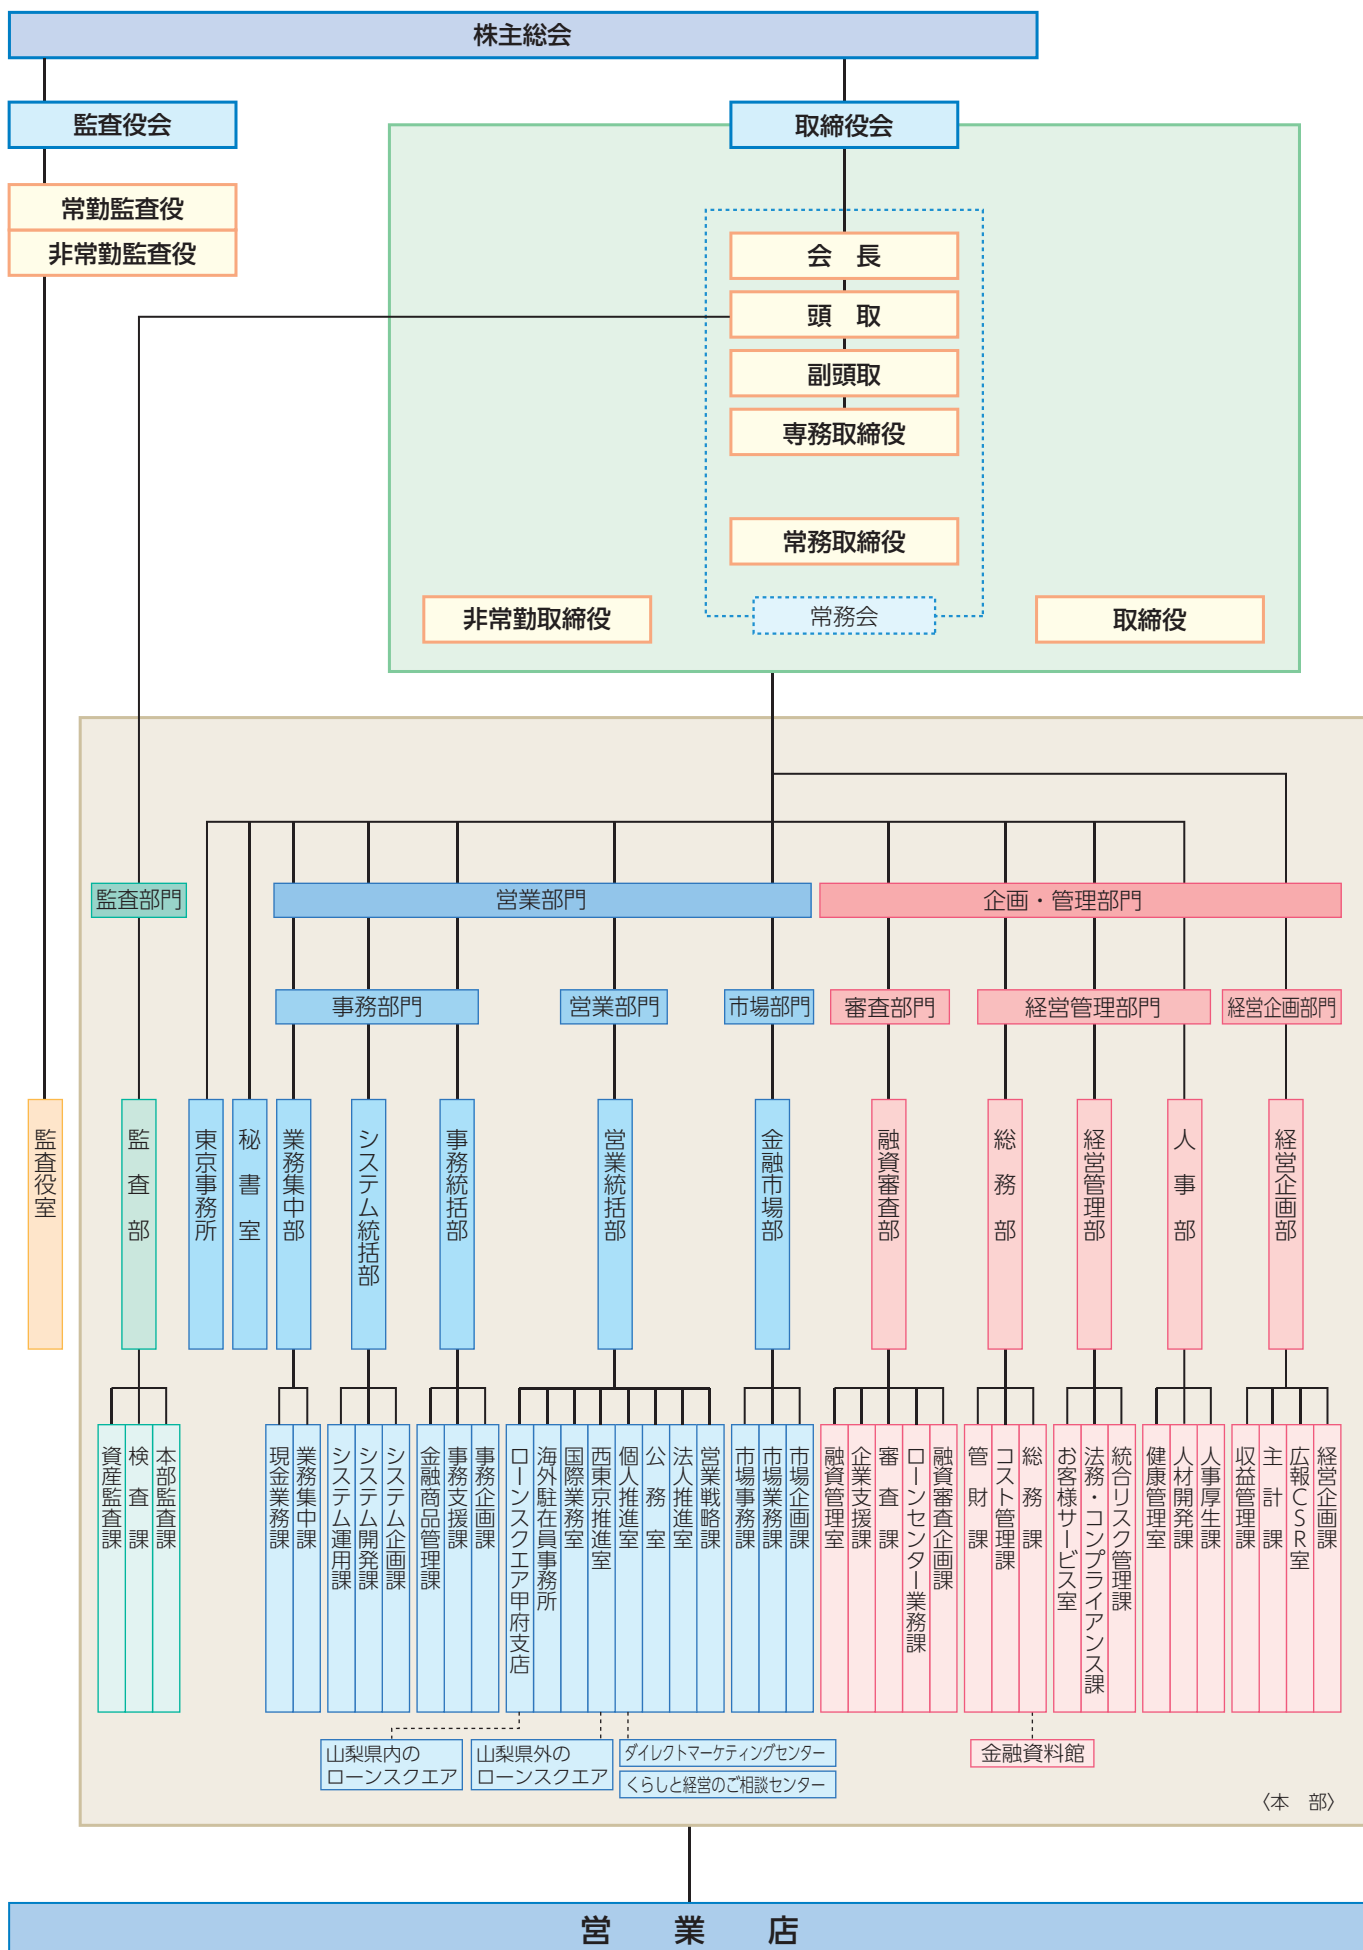 株主総会
監査役会
取締役会
常勤監査役
非常勤監査役
会　長
頭　取
副頭取
専務取締役
常務取締役
常務会
非常勤取締役
取締役
監査部門
営業部門
企画・管理部門
事務部門
営業部門
市場部門
審査部門
経営管理部門
経営企画部門
監査役室
監査部
東京事務所
秘書室
業務集中部
システム統括部
事務統括部
営業統括部
金融市場部
融資審査部
総務部
経営管理部
人事部
経営企画部
資産監査課
検査課
本部監査課
現金業務課
業務集中課
システム運用課
システム開発課
システム企画課
金融商品管理課
事務支援課
事務企画課
ローンスクエア甲府支店
海外駐在員事務所
国際業務室
西東京推進室
個人推進室
公務室
法人推進室
営業戦略課
市場事務課
市場業務課
市場企画課
融資管理室
企業支援課
審査課
ローンセンター業務課
融資審査企画課
管財課
コスト管理課
総務課
お客様サービス室
法務・コンプライアンス課
統合リスク管理課
健康管理室
人材開発課
人事厚生課
収益管理課
主計課
広報CSR室
経営企画課
山梨県内の
ローンスクエア
山梨県外の
ローンスクエア
ダイレクトマーケティングセンター
くらしと経営のご相談センター
金融資料館
〈本　部〉
営　業　店